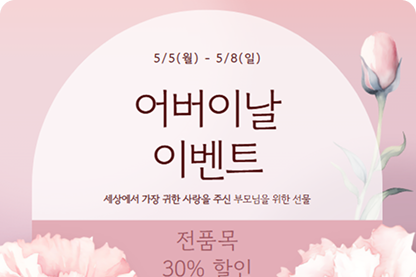 5/5(월) - 5/8(일)
어버이날
이벤트
세상에서 가장 귀한 사랑을 주신 부모님을 위한 선물
전품목
30% 할인